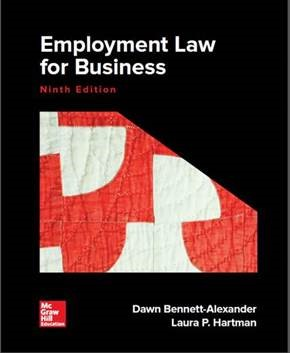 Employment Law
for Business
Ninth Edition
Mc
Graw
Hill
Education
Dawn Bennett-Alexander
Laura P. Hartman